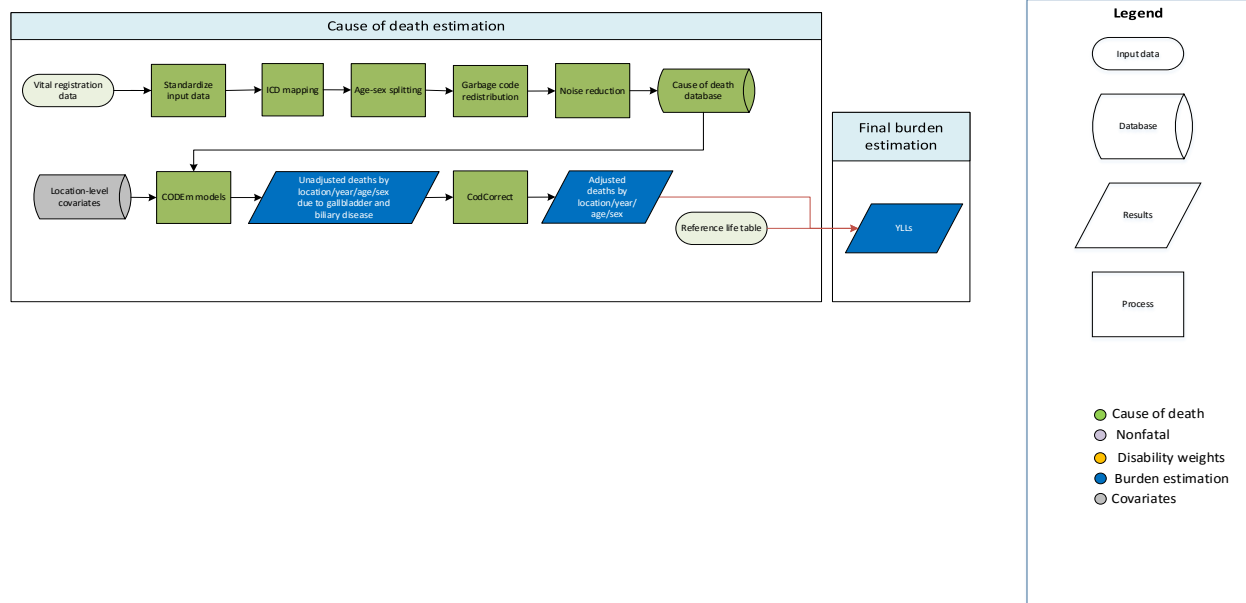 Cause of death estimation
Vital registration
data
Standardize
input data
ICD mapping
Age-sex splitting
Garbage code
redistribution
Noise reduction
Cause of death
database
Location-level
covariates
CODEm models
Unadjusted deaths by
location/year/age/sex
due to gallbladder and
biliary disease
CodCorrect
Adjusted
deaths by
location/year/
age/sex
Reference life table
Final burden
estimation
YLLs
Legend
Input data
Database
Results
Process
Cause of death
Nonfatal
Disability weights
Burden estimation
Covariates